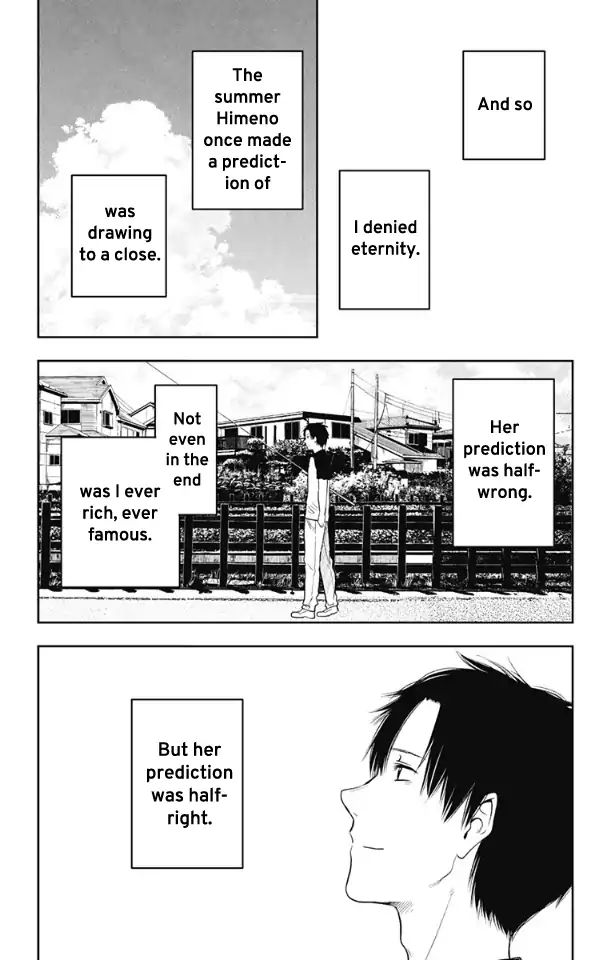 And so
I denied
eternity.
The
summer
Himeno
once made
a predict-
ion of
was
drawing
to a close.
Her
prediction
was half-
wrong.
Not
even
in the
end
was I ever
rich, ever
famous.
But her
prediction
was half-
right.